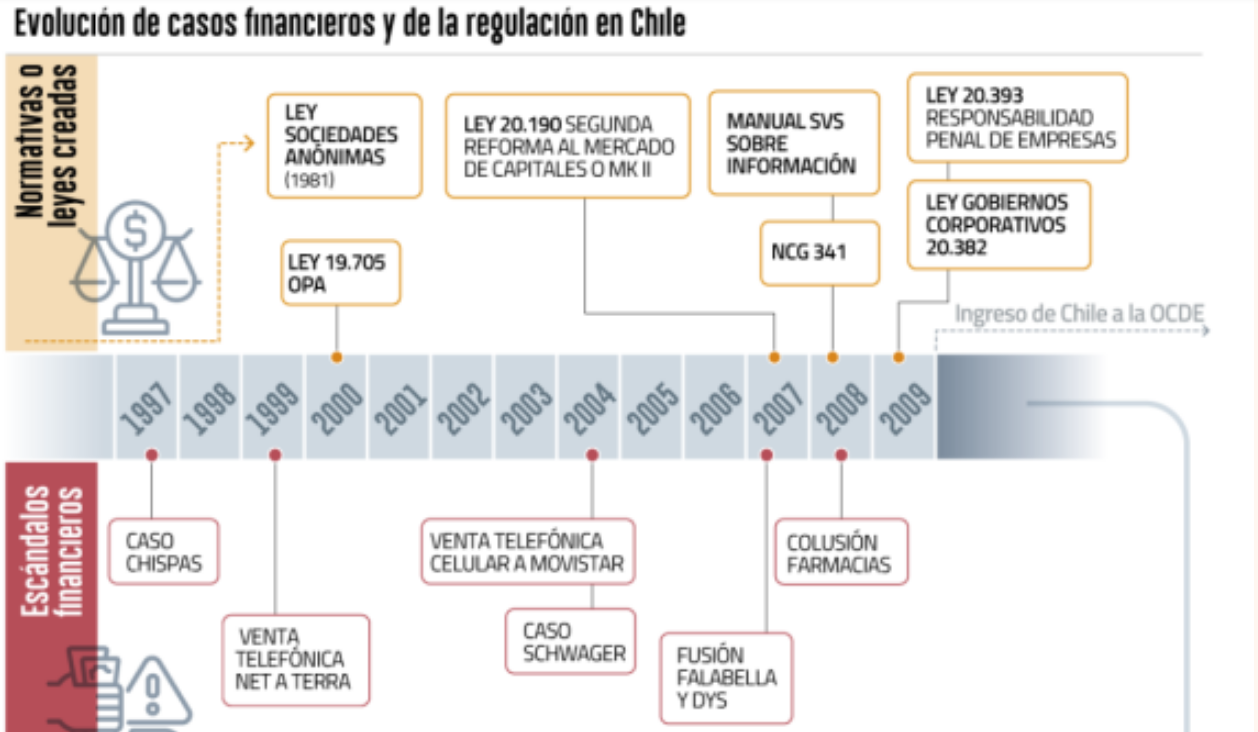 Evolución de casos financieros y de la regulación en Chile
Normativas o
leyes creadas
LEY
SOCIEDADES
ANÓNIMAS
(1981)
LEY 19.705
OPA
LEY 20.190 SEGUNDA
REFORMA AL MERCADO
DE CAPITALES O MK II
MANUAL SVS
SOBRE
INFORMACIÓN
NCG 341
LEY 20.393
RESPONSABILIDAD
PENAL DE EMPRESAS
LEY GOBIERNOS
CORPORATIVOS
20.382
Ingreso de Chile a la OCDE
$
1997
1998
1999
2000
2001
2002
2003
2004
2005
2006
2007
2008
2009
Escándalos
financieros
CASO
CHISPAS
VENTA
TELEFÓNICA
NET A TERRA
VENTA TELEFÓNICA
CELULAR A MOVISTAR
CASO
SCHWAGER
FUSIÓN
FALABELLA
Y DYS
COLUSIÓN
FARMACIAS